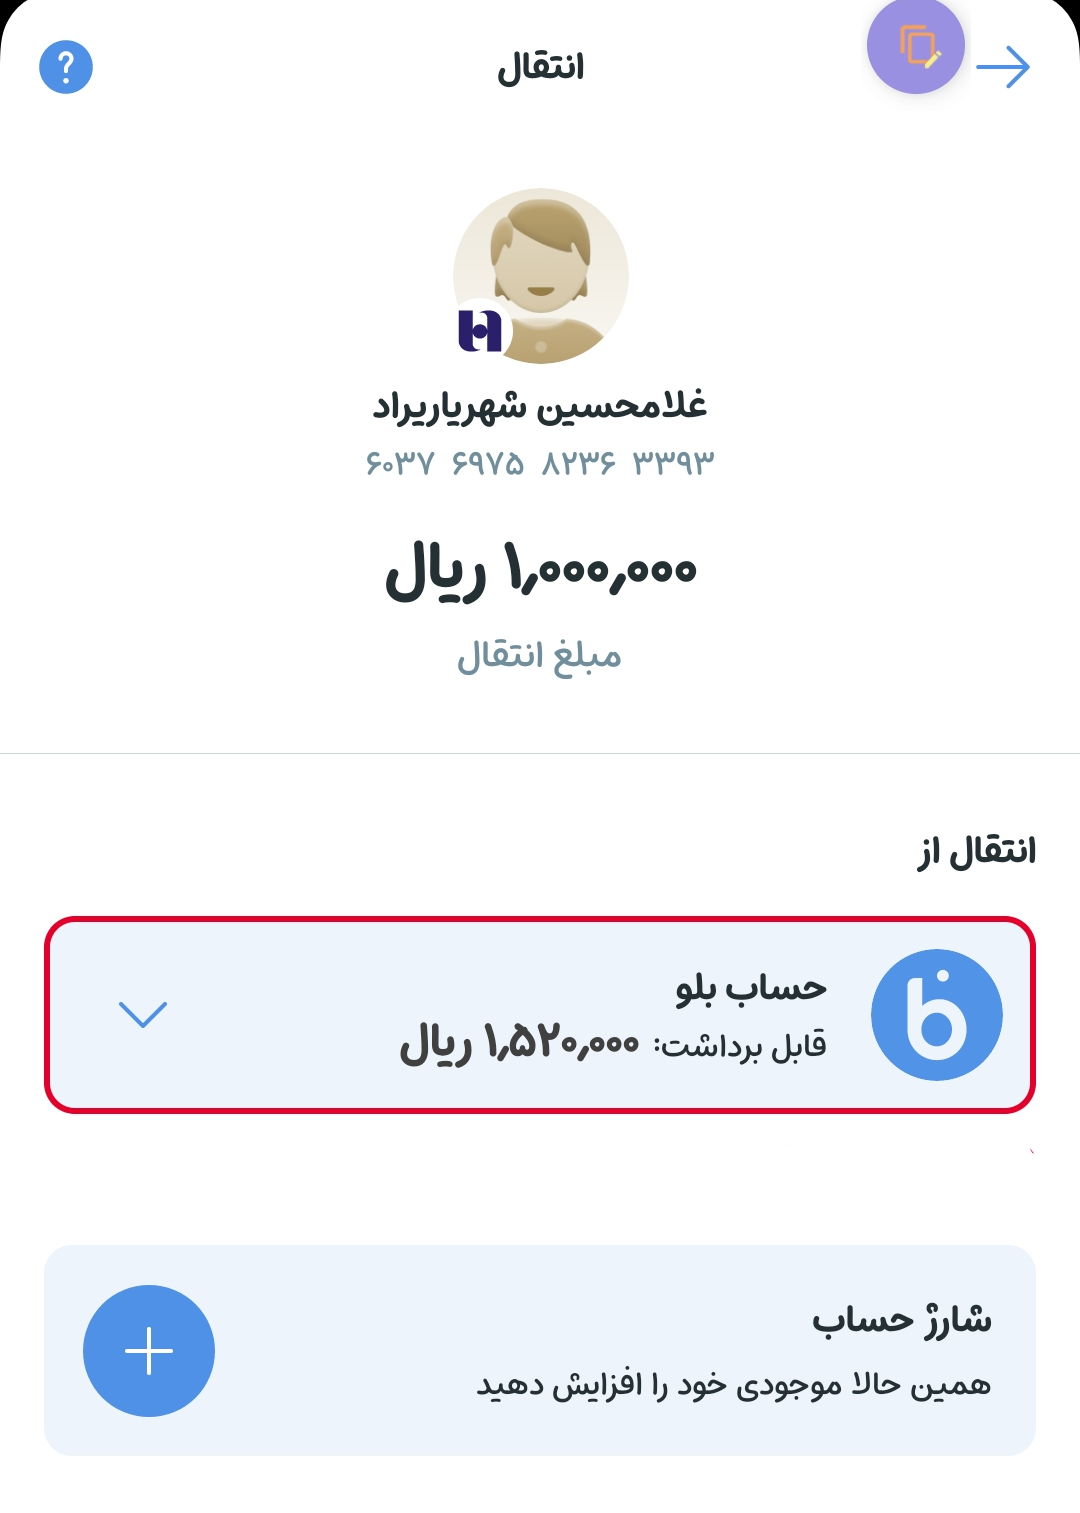 انتقال
غلامحسین شهریاریراد
۶۰۳۷ ۶۹۷۵ ۸۲۳۶ ۳۳۹۳
۱٫۰۰۰٫۰۰۰ ریال
مبلغ انتقال
انتقال از
حساب بلو
قابل برداشت: ۱٫۵۲۰٫۰۰۰ ریال
شارژ حساب
همین حالا موجودی خود را افزایش دهید